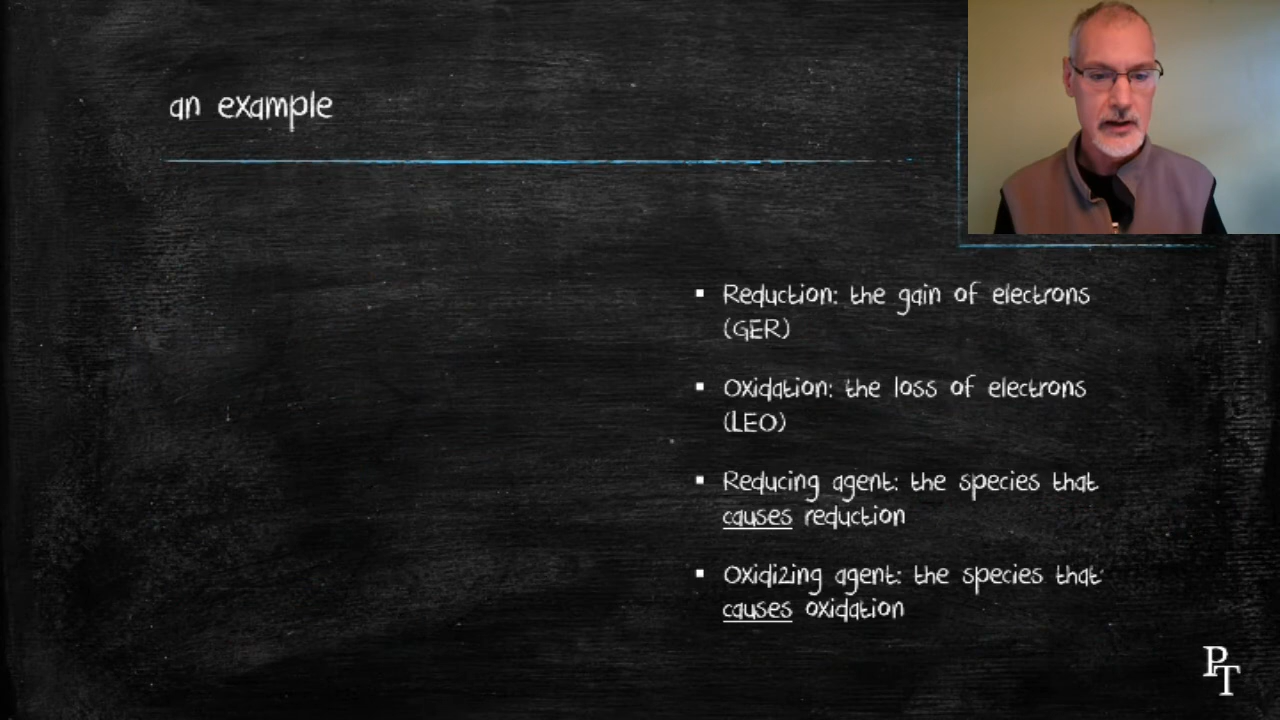 an example
▪ Reduction: the gain of electrons
(GER)
▪ Oxidation: the loss of electrons
(LEO)
▪ Reducing agent: the species that
causes reduction
▪ Oxidizing agent: the species that
causes oxidation
PT